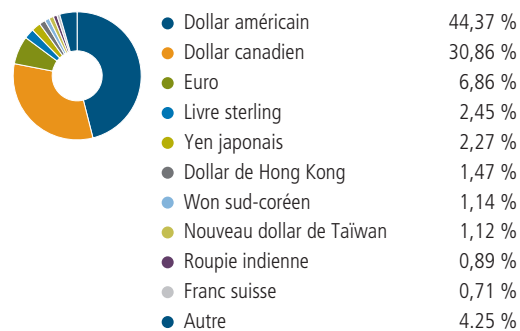 Dollar américain 44,37 %
Dollar canadien 30,86 %
Euro 6,86 %
Livre sterling 2,45 %
Yen japonais 2,27 %
Dollar de Hong Kong 1,47 %
Won sud-coréen 1,14 %
Nouveau dollar de Taïwan 1,12 %
Roupie indienne 0,89 %
Franc suisse 0,71 %
Autre 4.25 %